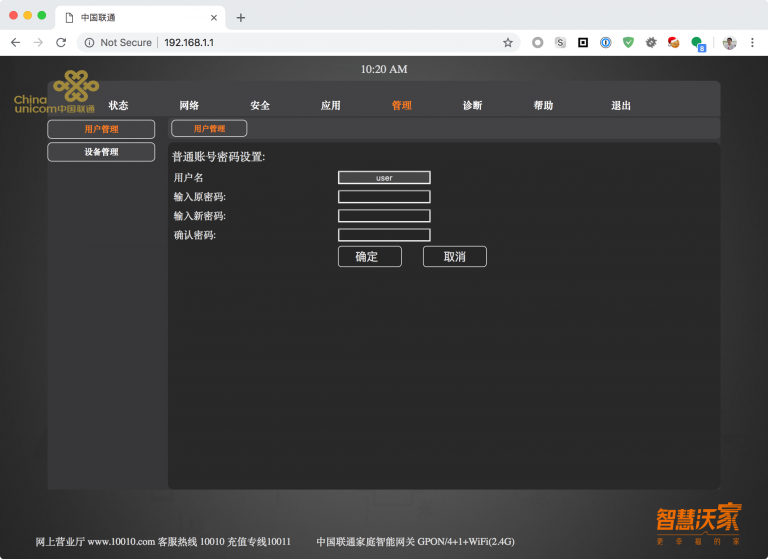 中国联通
Not Secure | 192.168.1.1
8
10:20 AM
China
unicom中国联通
状态 网络 安全 应用 管理 诊断 帮助 退出
用户管理
设备管理
用户管理
普通账号密码设置:
用户名 user
输入原密码:
输入新密码:
确认密码:
确定 取消
智慧沃家
更幸福的家
网上营业厅 www.10010.com 客服热线 10010 充值专线10011 中国联通家庭智能网关 GPON/4+1+WiFi(2.4G)